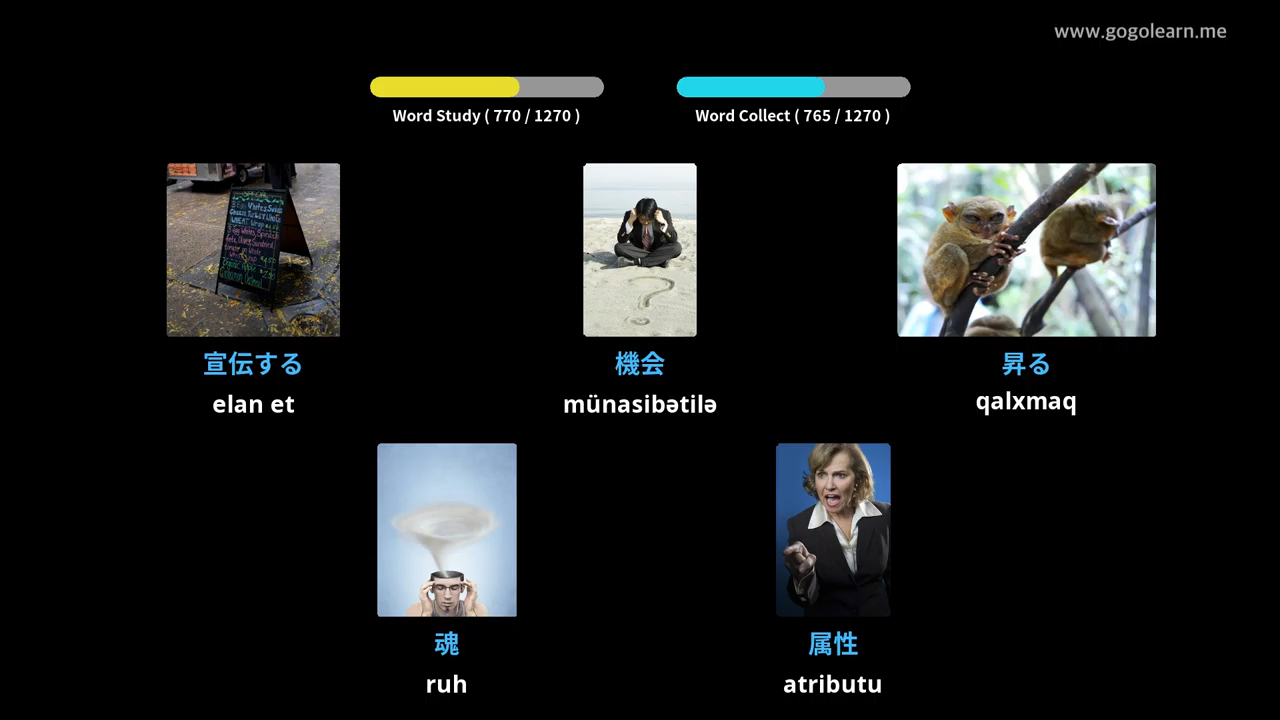 www.gogolearn.me
Word Study ( 770 / 1270 )
Word Collect ( 765 / 1270 )
宣伝する
elan et
機会
münasibətilə
昇る
qalxmaq
魂
ruh
属性
atributu